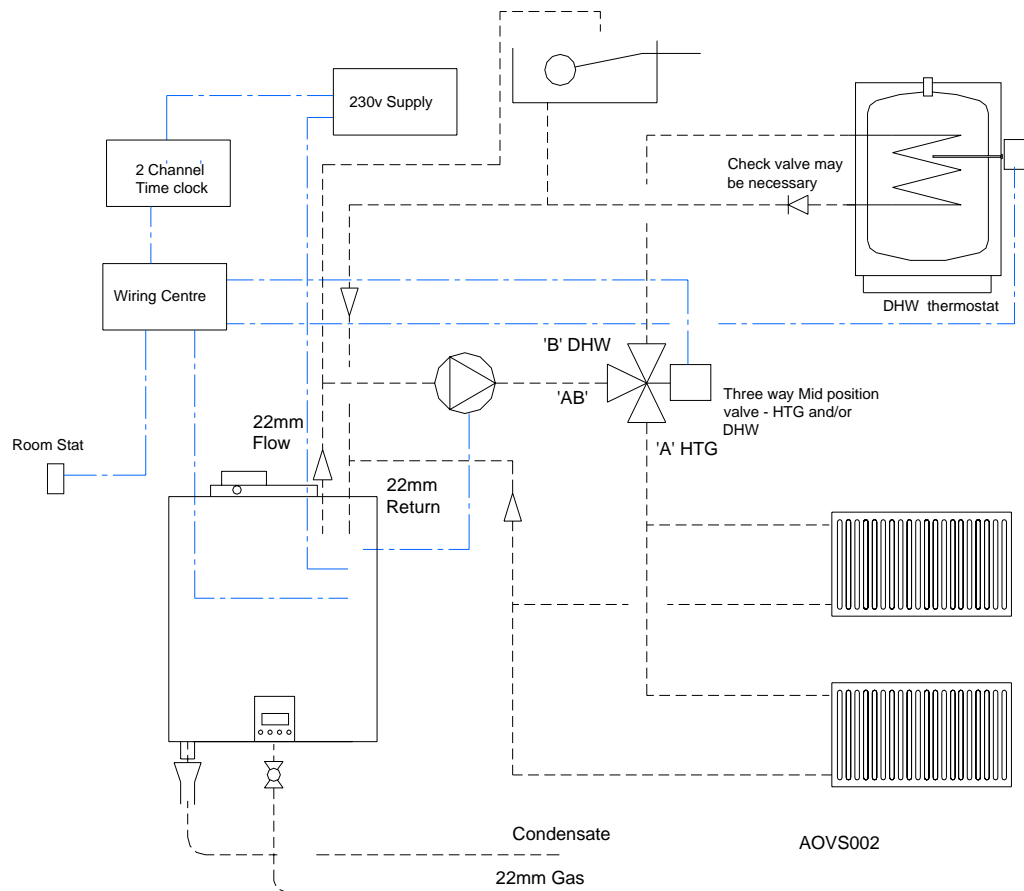 230v Supply
2 Channel
Time clock
Check valve may
be necessary
Wiring Centre
DHW thermostat
'B' DHW
'AB'
Three way Mid position
valve - HTG and/or
DHW
22mm
Flow
'A' HTG
Room Stat
22mm
Return
Condensate
AOVS002
22mm Gas